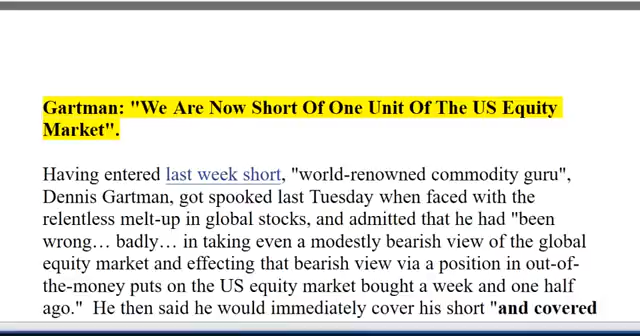 Gartman: "We Are Now Short Of One Unit Of The US Equity
Market".
Having entered last week short, "world-renowned commodity guru",
Dennis Gartman, got spooked last Tuesday when faced with the
relentless melt-up in global stocks, and admitted that he had "been
wrong… badly… in taking even a modestly bearish view of the global
equity market and effecting that bearish view via a position in out-of-
the-money puts on the US equity market bought a week and one half
ago."  He then said he would immediately cover his short "and covered